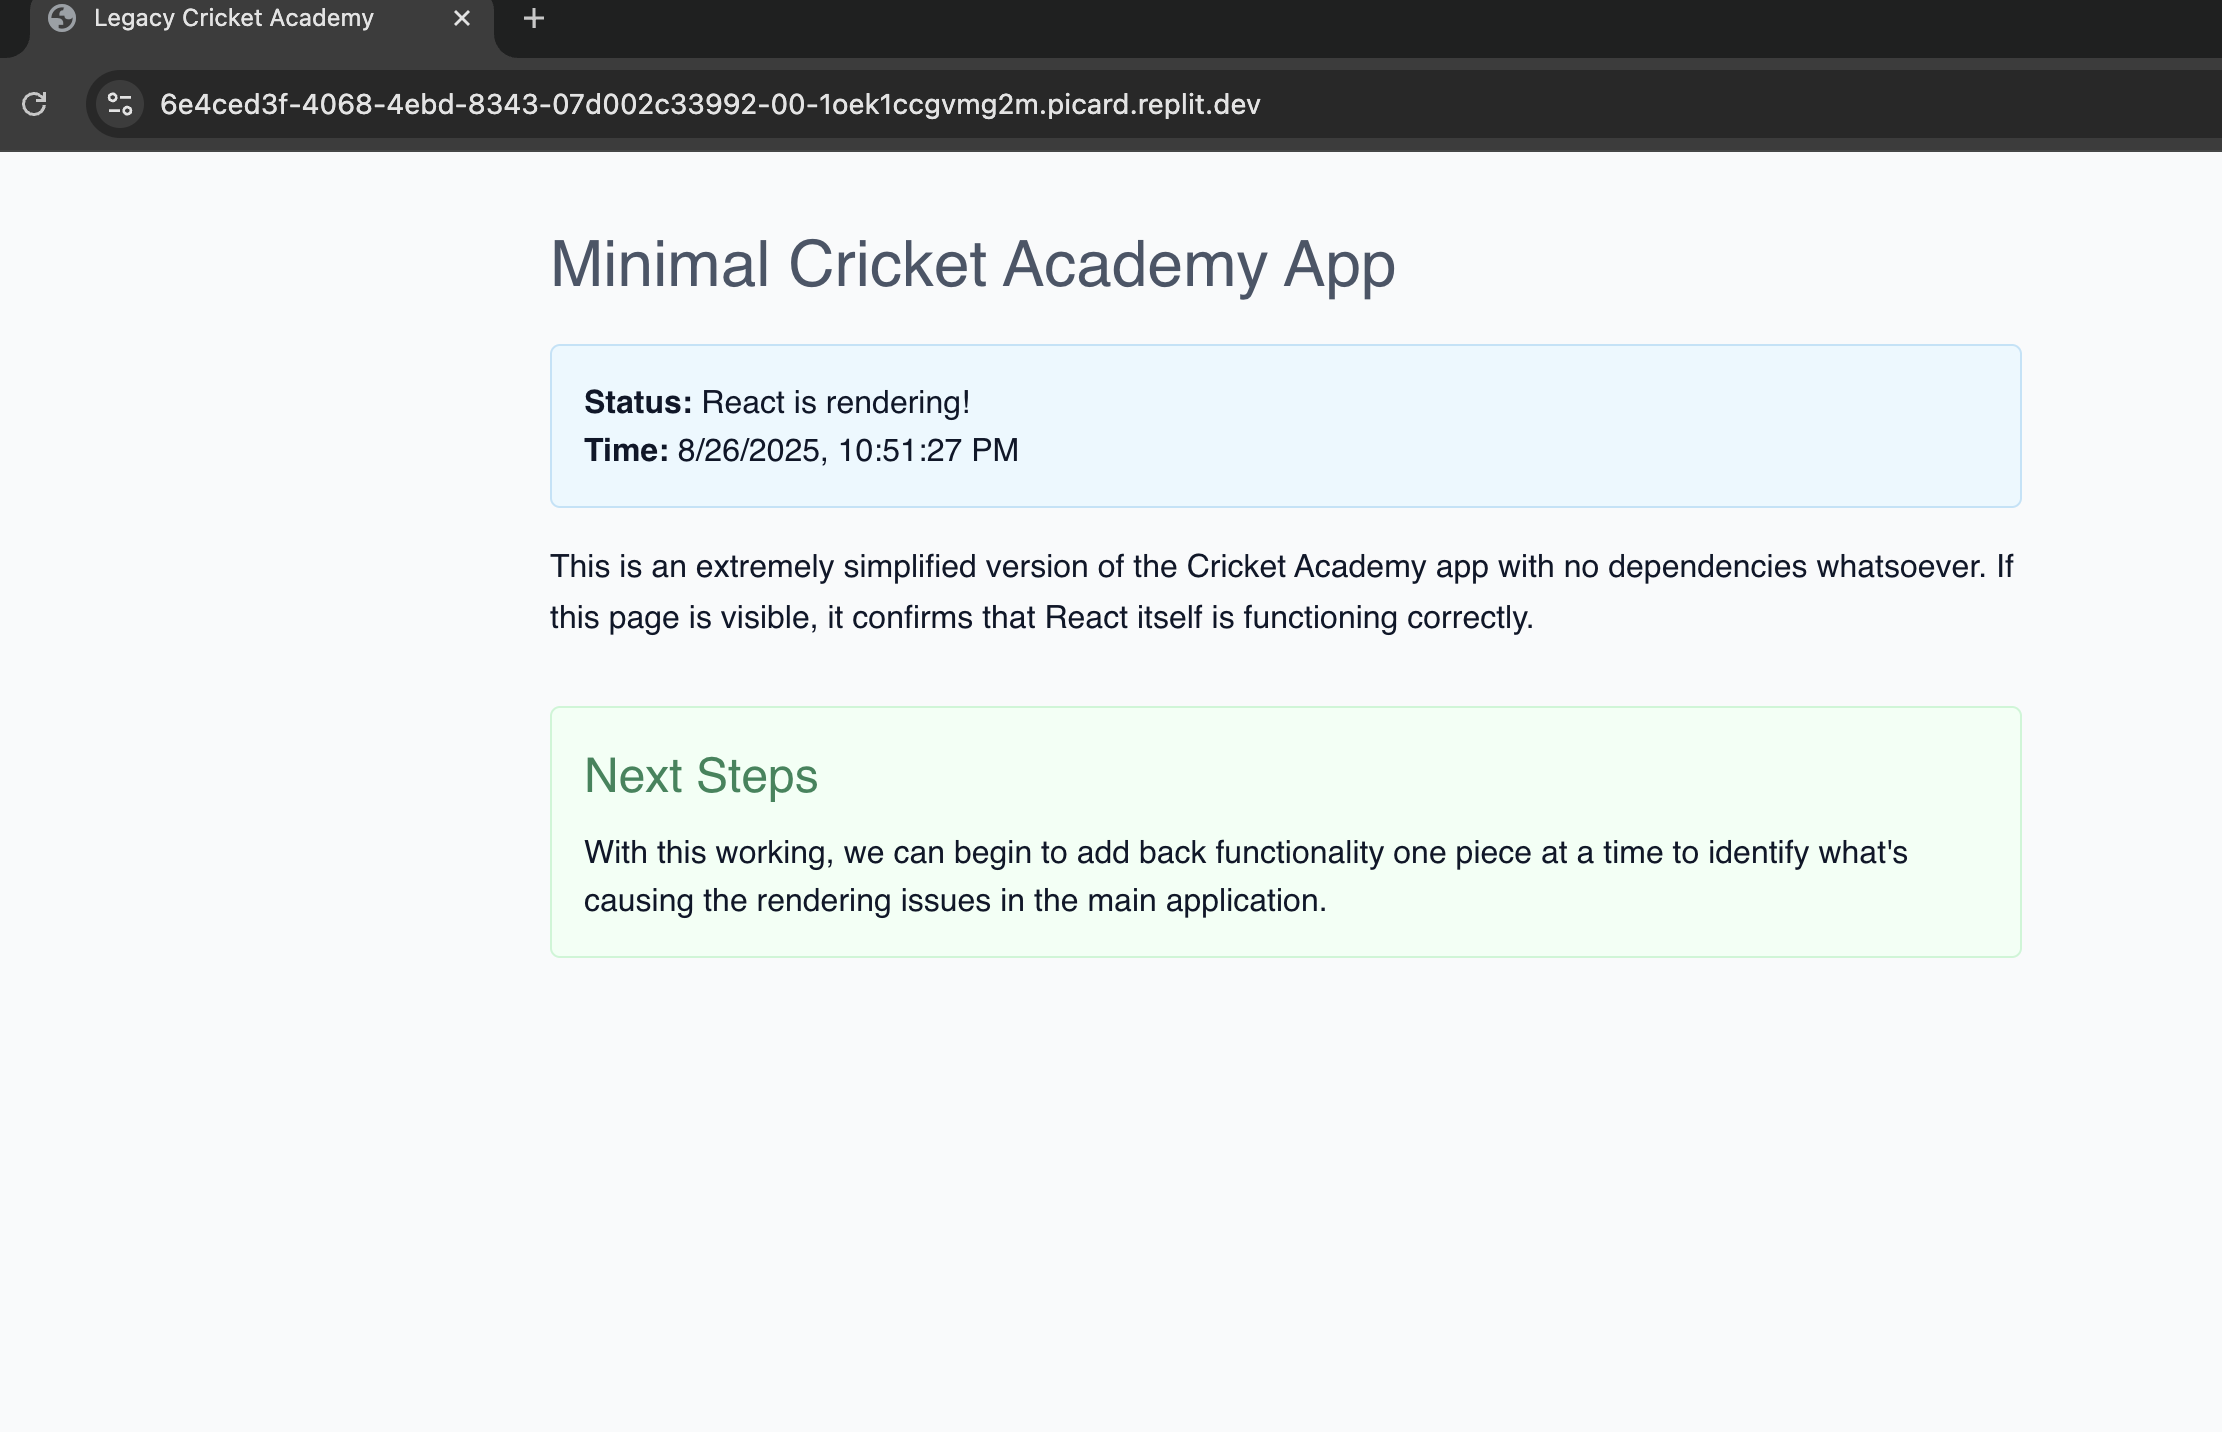 Legacy Cricket Academy
6e4ced3f-4068-4ebd-8343-07d002c33992-00-1oek1ccgvmg2m.picard.replit.dev
Minimal Cricket Academy App
Status: React is rendering!
Time: 8/26/2025, 10:51:27 PM
This is an extremely simplified version of the Cricket Academy app with no dependencies whatsoever. If
this page is visible, it confirms that React itself is functioning correctly.
Next Steps
With this working, we can begin to add back functionality one piece at a time to identify what's
causing the rendering issues in the main application.